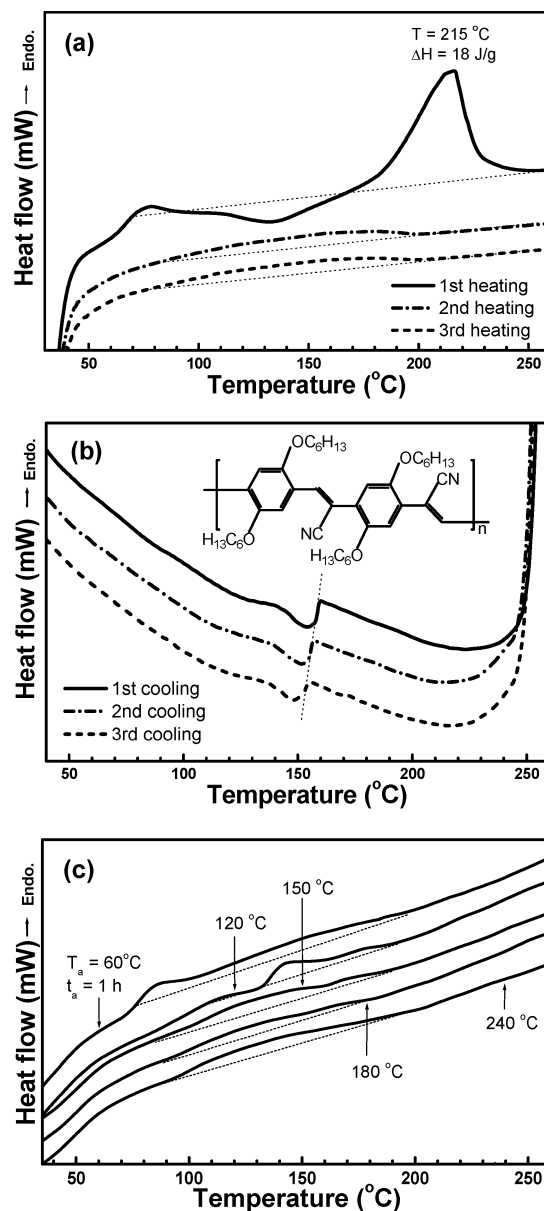 (a)
T = 215 °C
ΔH = 18 J/g
Heat flow (mW) → Endo.
1st heating
2nd heating
3rd heating
50 100 150 200 250
Temperature (°C)
(b)
OC₆H₁₃
OC₆H₁₃
CN
n
NC
H₁₃C₆O
H₁₃C₆O
Heat flow (mW) → Endo.
1st cooling
2nd cooling
3rd cooling
50 100 150 200 250
Temperature (°C)
(c)
150 °C
120 °C
Tₐ = 60°C
tₐ = 1 h
240 °C
180 °C
Heat flow (mW) → Endo.
50 100 150 200 250
Temperature (°C)